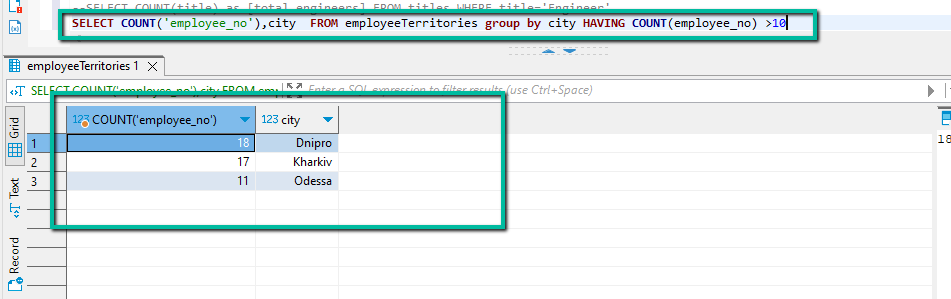 --SELECT COUNT(title) as [total engineers] FROM titles WHERE title='Engineer'
SELECT COUNT('employee_no'),city  FROM employeeTerritories group by city HAVING COUNT(employee_no) >10
employeeTerritories 1
SELECT COUNT('employee_no'),city FROM em Enter a SQL expression to filter results (use Ctrl+Space)
Grid
Text
Record
123 COUNT('employee_no') 123 city
1 18 Dnipro
2 17 Kharkiv
3 11 Odessa
18